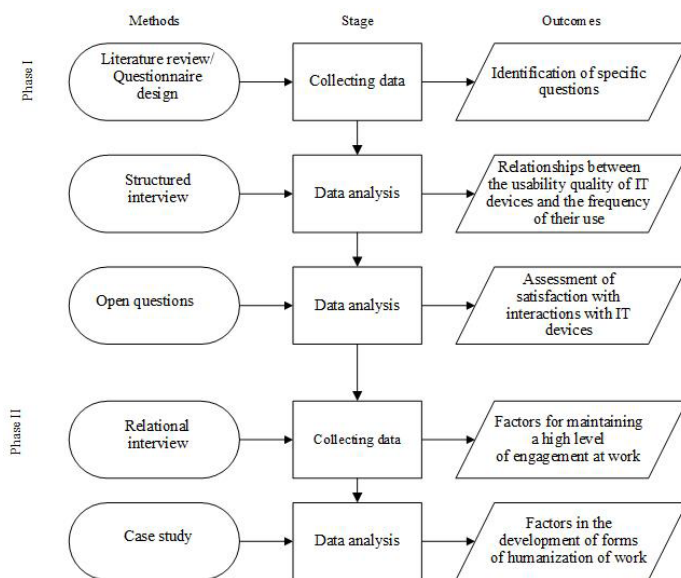 Methods
Stage
Outcomes
Phase I
Literature review/
Questionnaire
design
Collecting data
Identification of specific
questions
Structured
interview
Data analysis
Relationships between
the usability quality of IT
devices and the frequency
of their use
Open questions
Data analysis
Assessment of
satisfaction with
interactions with IT
devices
Phase II
Relational
interview
Collecting data
Factors for maintaining
a high level
of engagement at work
Case study
Data analysis
Factors in the
development of forms
of humanization of work